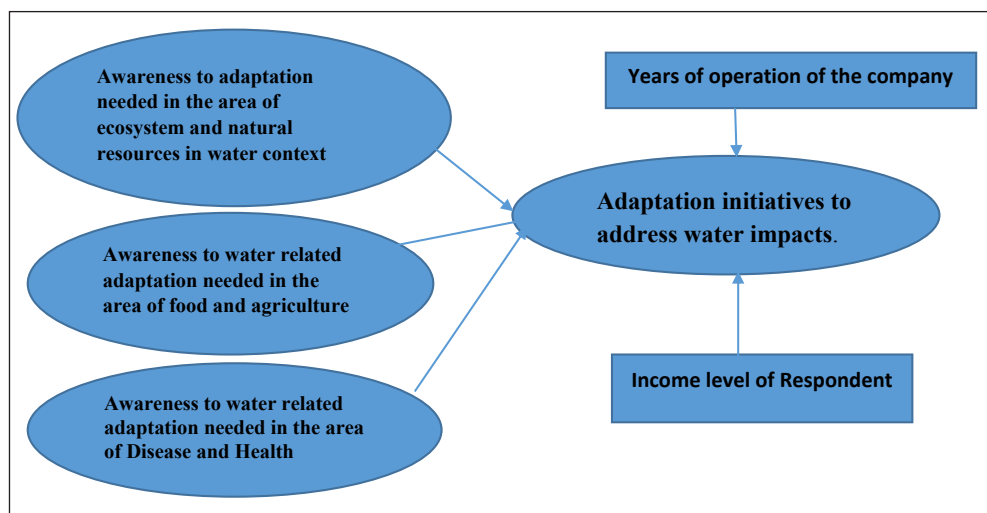 Awareness to adaptation
needed in the area of
ecosystem and natural
resources in water context
Awareness to water related
adaptation needed in the
area of food and agriculture
Awareness to water related
adaptation needed in the area
of Disease and Health
Years of operation of the company
Adaptation initiatives to
address water impacts.
Income level of Respondent